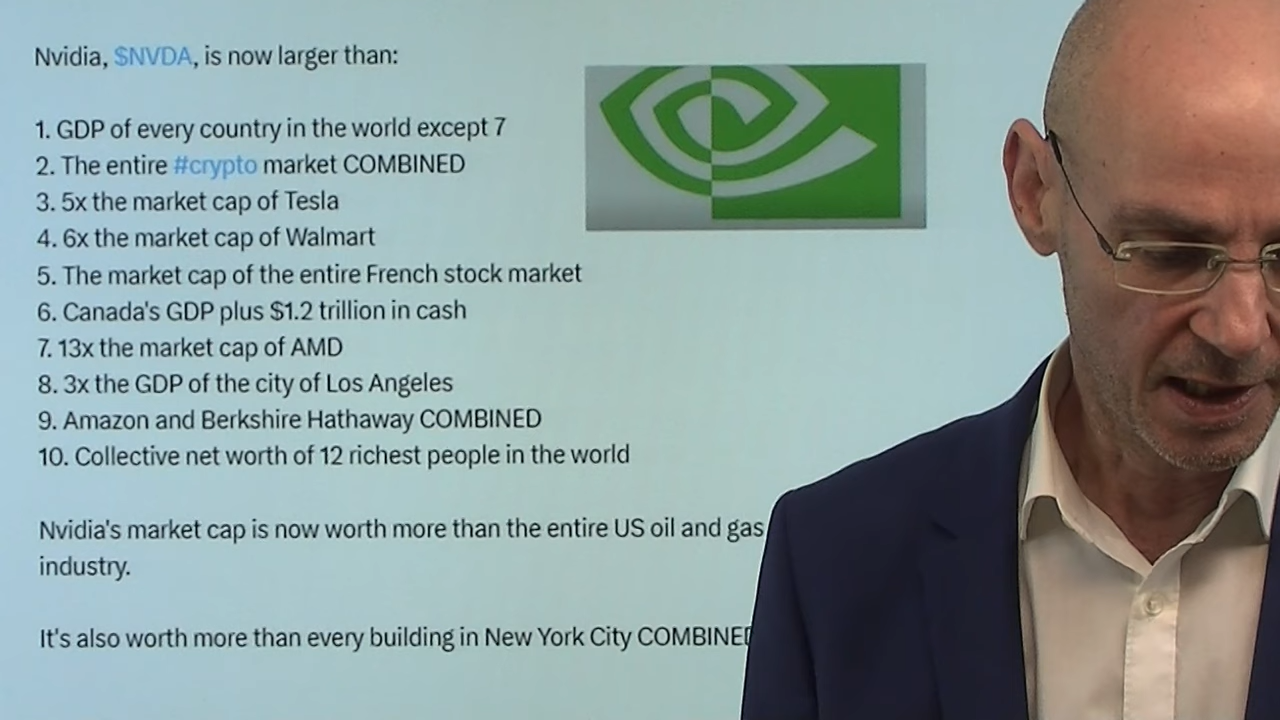 Nvidia, $NVDA, is now larger than:
1. GDP of every country in the world except 7
2. The entire #crypto market COMBINED
3. 5x the market cap of Tesla
4. 6x the market cap of Walmart
5. The market cap of the entire French stock market
6. Canada's GDP plus $1.2 trillion in cash
7. 13x the market cap of AMD
8. 3x the GDP of the city of Los Angeles
9. Amazon and Berkshire Hathaway COMBINED
10. Collective net worth of 12 richest people in the world
Nvidia's market cap is now worth more than the entire US oil and gas
industry.
It's also worth more than every building in New York City COMBINED